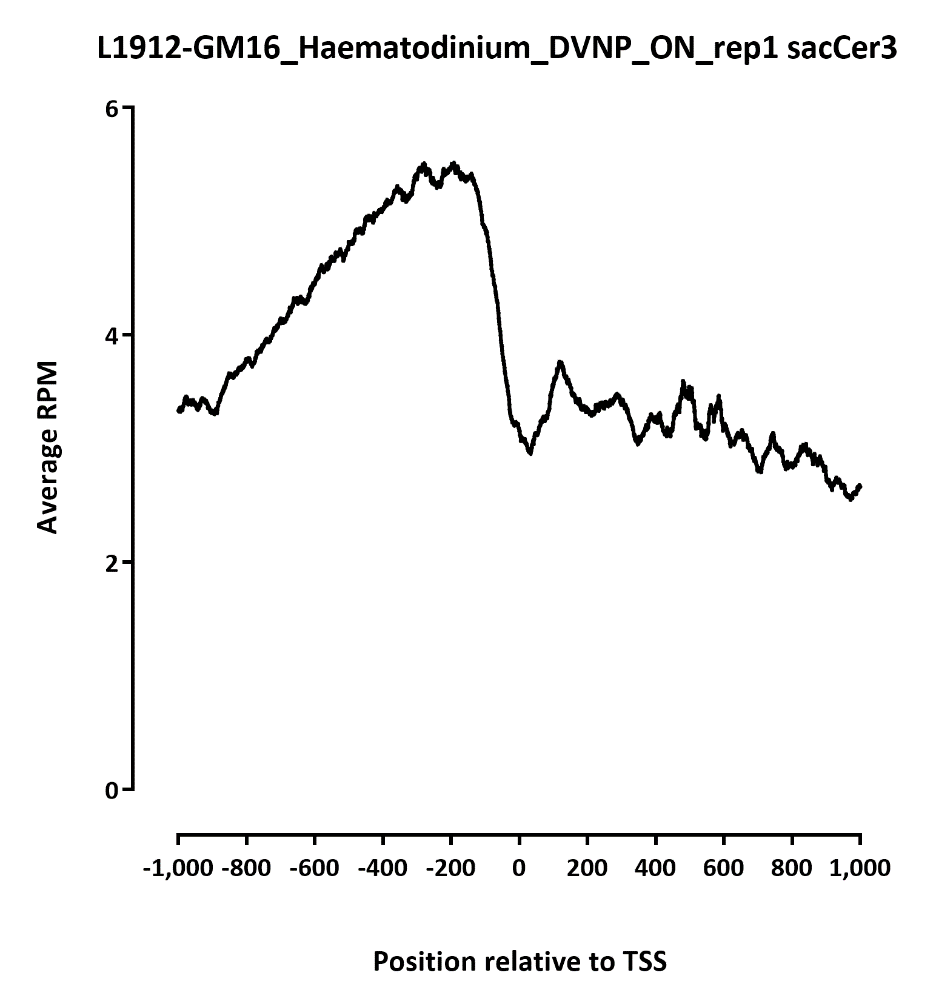 L1912-GM16_Haematodinium_DVNP_ON_rep1 sacCer3
6
4
2
0
Average RPM
-1,000 -800 -600 -400 -200 0 200 400 600 800 1,000
Position relative to TSS